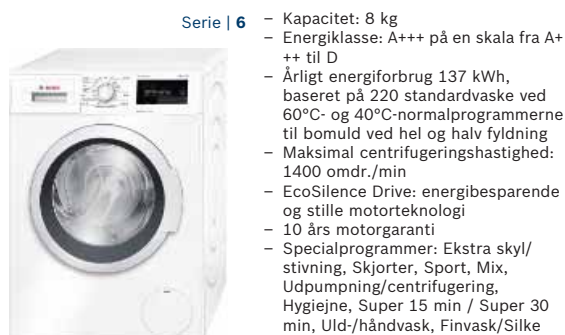 Serie | 6
– Kapacitet: 8 kg
– Energiklasse: A+++ på en skala fra A+
++ til D
– Årligt energiforbrug 137 kWh,
baseret på 220 standardvaske ved
60°C- og 40°C-normalprogrammerne
til bomuld ved hel og halv fyldning
– Maksimal centrifugeringshastighed:
1400 omdr./min
– EcoSilence Drive: energibesparende
og stille motorteknologi
– 10 års motorgaranti
– Specialprogrammer: Ekstra skyl/
stivning, Skjorter, Sport, Mix,
Udpumpning/centrifugering,
Hygiejne, Super 15 min / Super 30
min, Uld-/håndvask, Finvask/Silke
BOSCH